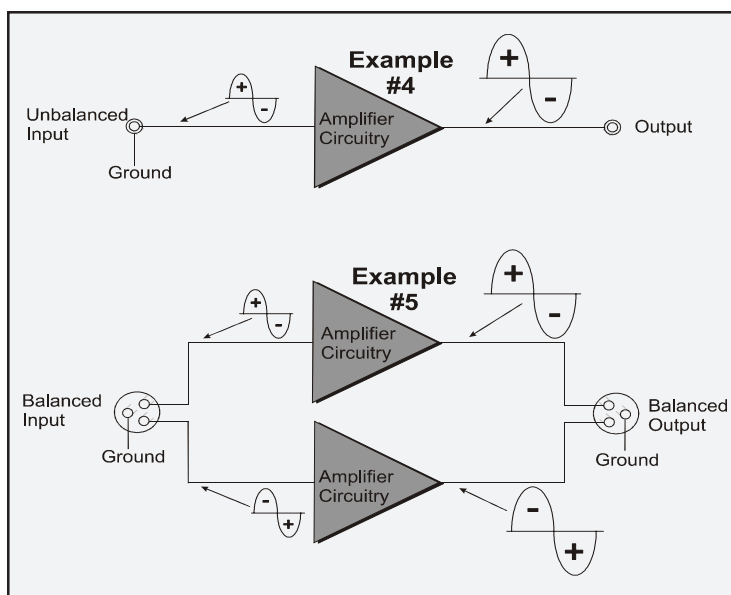 Example
#4
+
-
+
-
Unbalanced
Input
Amplifier
Circuitry
Output
Ground
Example
#5
+
-
+
-
Amplifier
Circuitry
Balanced
Input
Balanced
Output
Ground
Ground
Amplifier
Circuitry
-
+
-
+